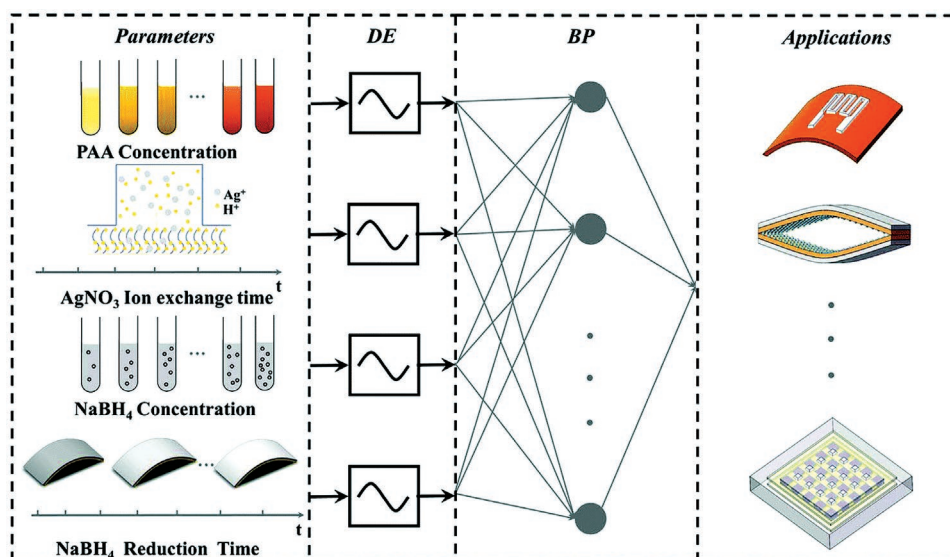 Parameters
DE
BP
Applications
...
PAA Concentration
Ag⁺
H⁺
t
AgNO₃ Ion exchange time
...
NaBH₄ Concentration
...
t
NaBH₄ Reduction Time